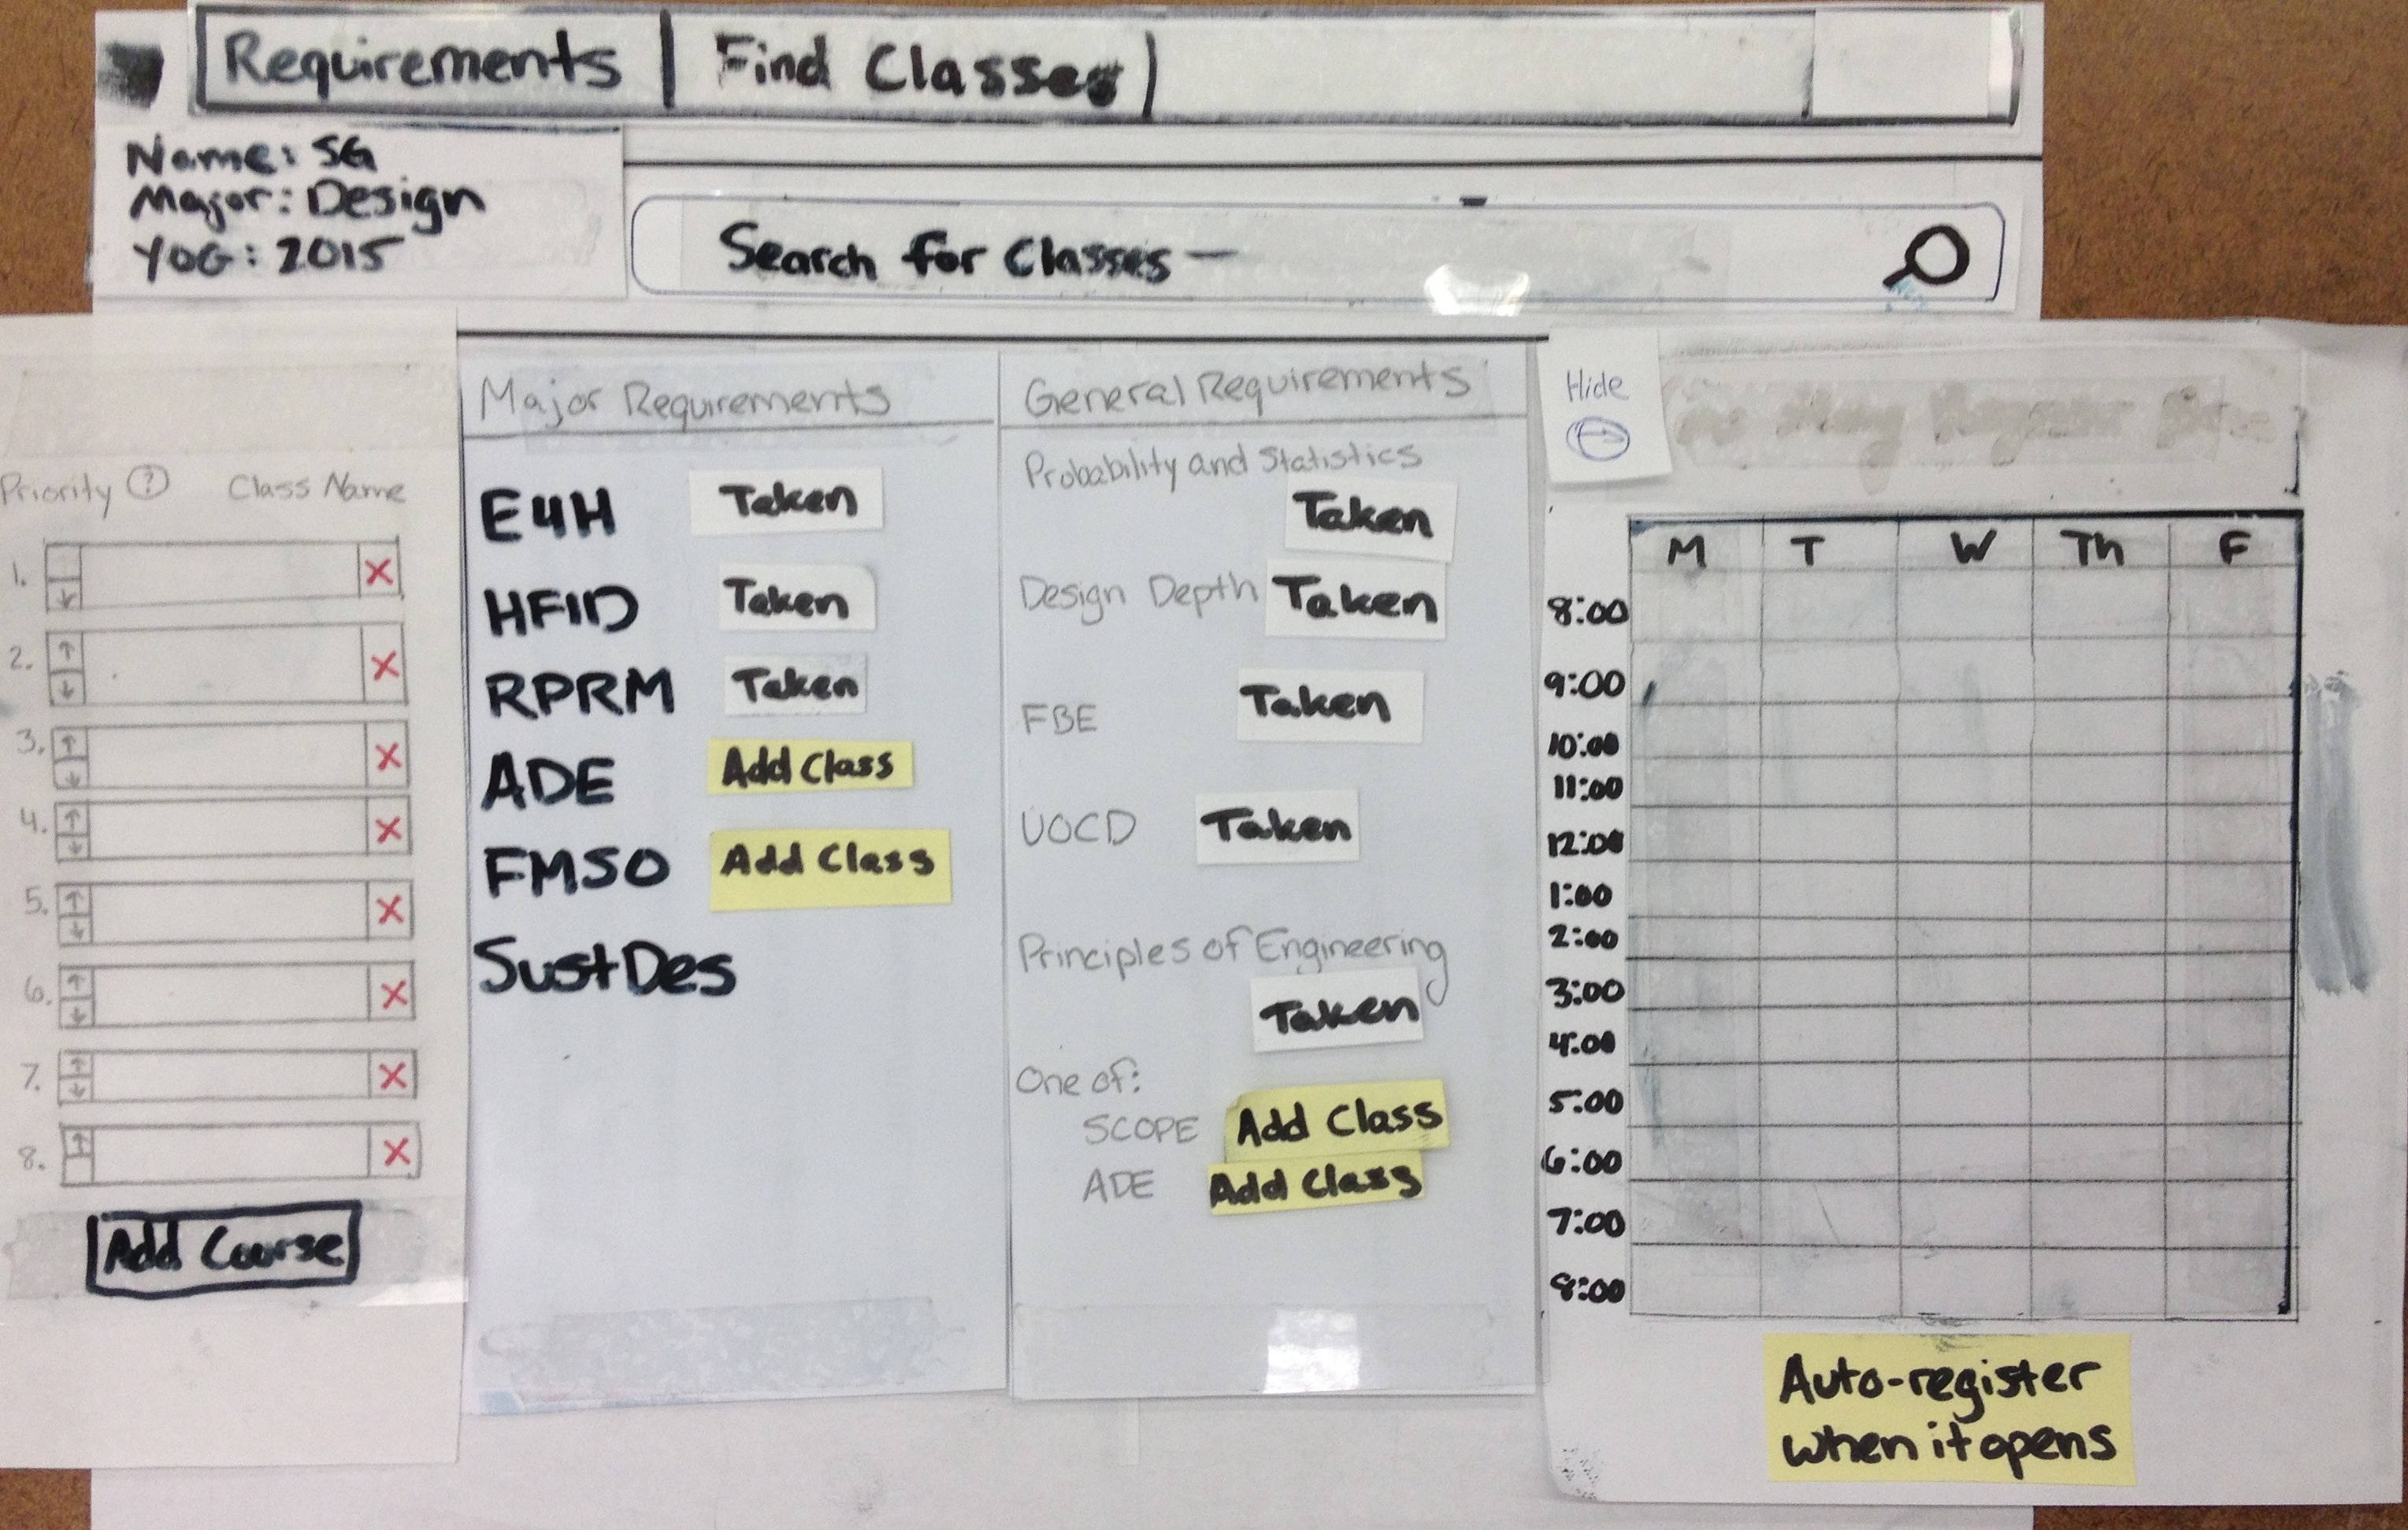 Requirements | Find Classes
Name: SG
Major: Design
YOG: 2015
Search for Classes —
Priority ? Class Name
1. ↓ X
2. ↑ ↓ X
3. ↑ ↓ X
4. ↑ ↓ X
5. ↑ ↓ X
6. ↑ ↓ X
7. ↑ ↓ X
8. ↑ X
Add Course
Major Requirements
E4H Taken
HFID Taken
RPRM Taken
ADE Add Class
FMSO Add Class
SustDes
General Requirements
Probability and Statistics
Taken
Design Depth Taken
FBE Taken
UOCD Taken
Principles of Engineering
Taken
One of:
SCOPE Add Class
ADE Add Class
Hide
→
M T W Th F
8:00
9:00
10:00
11:00
12:00
1:00
2:00
3:00
4:00
5:00
6:00
7:00
8:00
Auto-register
when it opens